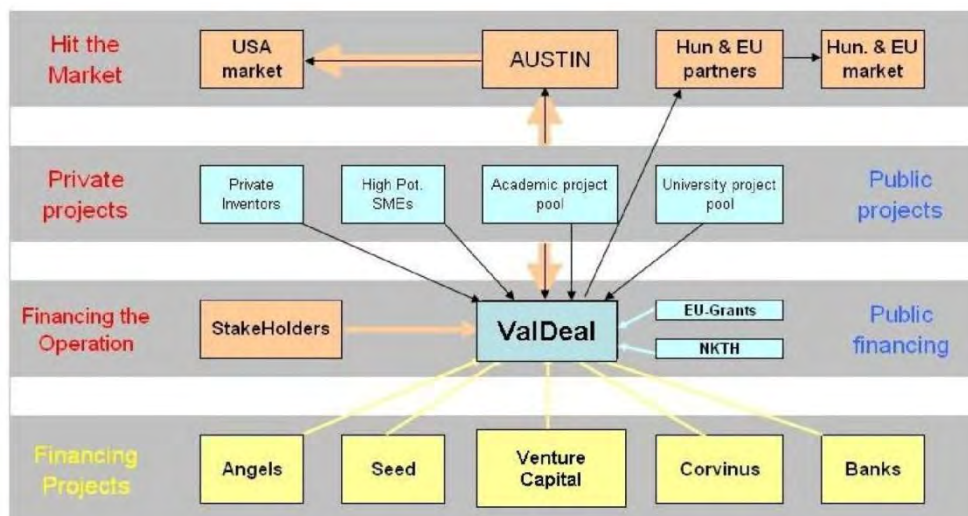 Hit the
Market
USA
market
AUSTIN
Hun & EU
partners
Hun. & EU
market
Private
projects
Private
Inventors
High Pot.
SMEs
Academic project
pool
University project
pool
Public
projects
Financing the
Operation
StakeHolders
ValDeal
EU-Grants
NKTH
Public
financing
Financing
Projects
Angels
Seed
Venture
Capital
Corvinus
Banks